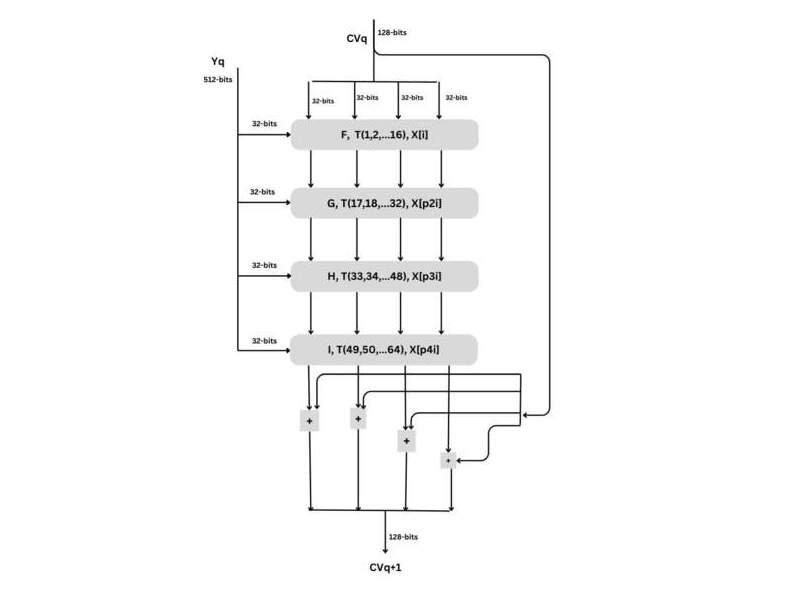 CVq
128-bits
Yq
512-bits
32-bits
32-bits
32-bits
32-bits
32-bits
F, T(1,2,...16), X[i]
32-bits
G, T(17,18,...32), X[p2i]
32-bits
H, T(33,34,...48), X[p3i]
32-bits
I, T(49,50,...64), X[p4i]
+
+
+
+
128-bits
CVq+1